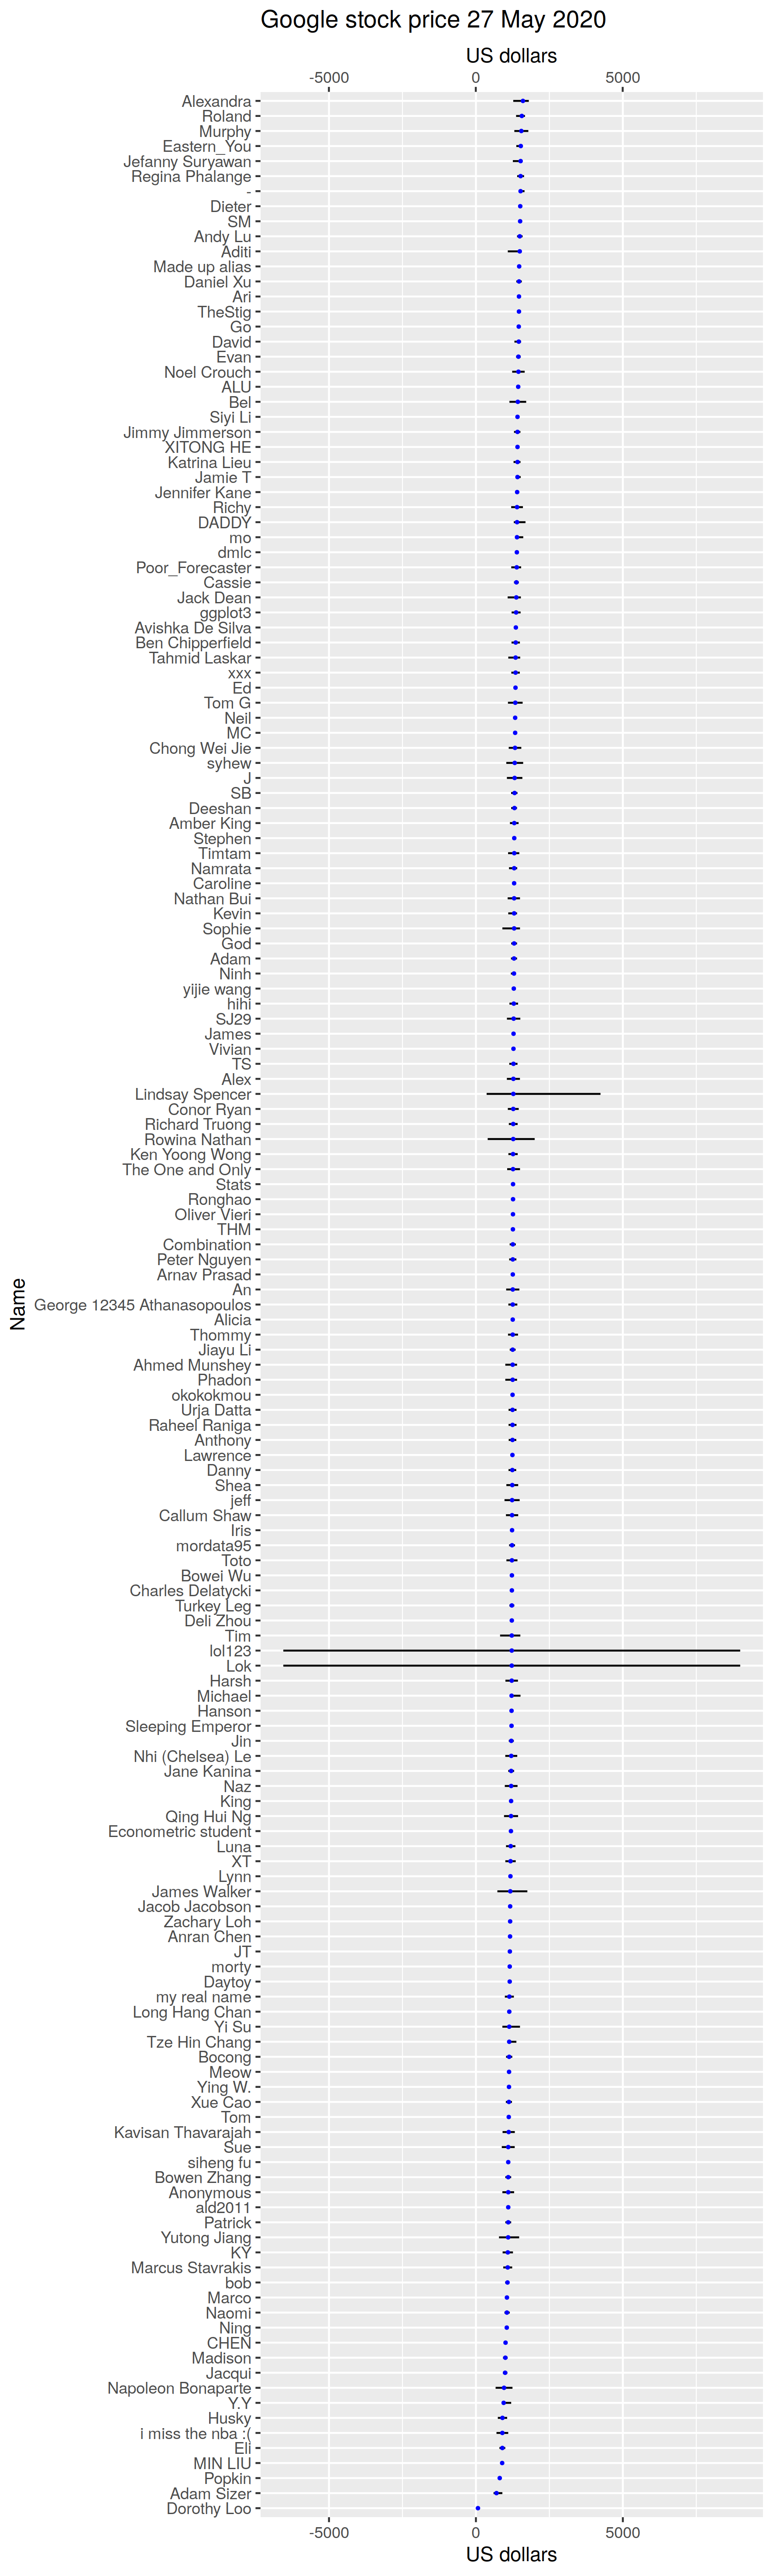 Google stock price 27 May 2020
US dollars
-5000 0 5000
Alexandra
Roland
Murphy
Eastern_You
Jefanny Suryawan
Regina Phalange
-
Dieter
SM
Andy Lu
Aditi
Made up alias
Daniel Xu
Ari
TheStig
Go
David
Evan
Noel Crouch
ALU
Bel
Siyi Li
Jimmy Jimmerson
XITONG HE
Katrina Lieu
Jamie T
Jennifer Kane
Richy
DADDY
mo
dmlc
Poor_Forecaster
Cassie
Jack Dean
ggplot3
Avishka De Silva
Ben Chipperfield
Tahmid Laskar
xxx
Ed
Tom G
Neil
MC
Chong Wei Jie
syhew
J
SB
Deeshan
Amber King
Stephen
Timtam
Namrata
Caroline
Nathan Bui
Kevin
Sophie
God
Adam
Ninh
yijie wang
hihi
SJ29
James
Vivian
TS
Alex
Lindsay Spencer
Conor Ryan
Richard Truong
Rowina Nathan
Ken Yoong Wong
The One and Only
Stats
Ronghao
Oliver Vieri
THM
Combination
Peter Nguyen
Arnav Prasad
An
George 12345 Athanasopoulos
Alicia
Thommy
Jiayu Li
Ahmed Munshey
Phadon
okokokmou
Urja Datta
Raheel Raniga
Anthony
Lawrence
Danny
Shea
jeff
Callum Shaw
Iris
mordata95
Toto
Bowei Wu
Charles Delatycki
Turkey Leg
Deli Zhou
Tim
lol123
Lok
Harsh
Michael
Hanson
Sleeping Emperor
Jin
Nhi (Chelsea) Le
Jane Kanina
Naz
King
Qing Hui Ng
Econometric student
Luna
XT
Lynn
James Walker
Jacob Jacobson
Zachary Loh
Anran Chen
JT
morty
Daytoy
my real name
Long Hang Chan
Yi Su
Tze Hin Chang
Bocong
Meow
Ying W.
Xue Cao
Tom
Kavisan Thavarajah
Sue
siheng fu
Bowen Zhang
Anonymous
ald2011
Patrick
Yutong Jiang
KY
Marcus Stavrakis
bob
Marco
Naomi
Ning
CHEN
Madison
Jacqui
Napoleon Bonaparte
Y.Y
Husky
i miss the nba :(
Eli
MIN LIU
Popkin
Adam Sizer
Dorothy Loo
-5000 0 5000
US dollars
Name